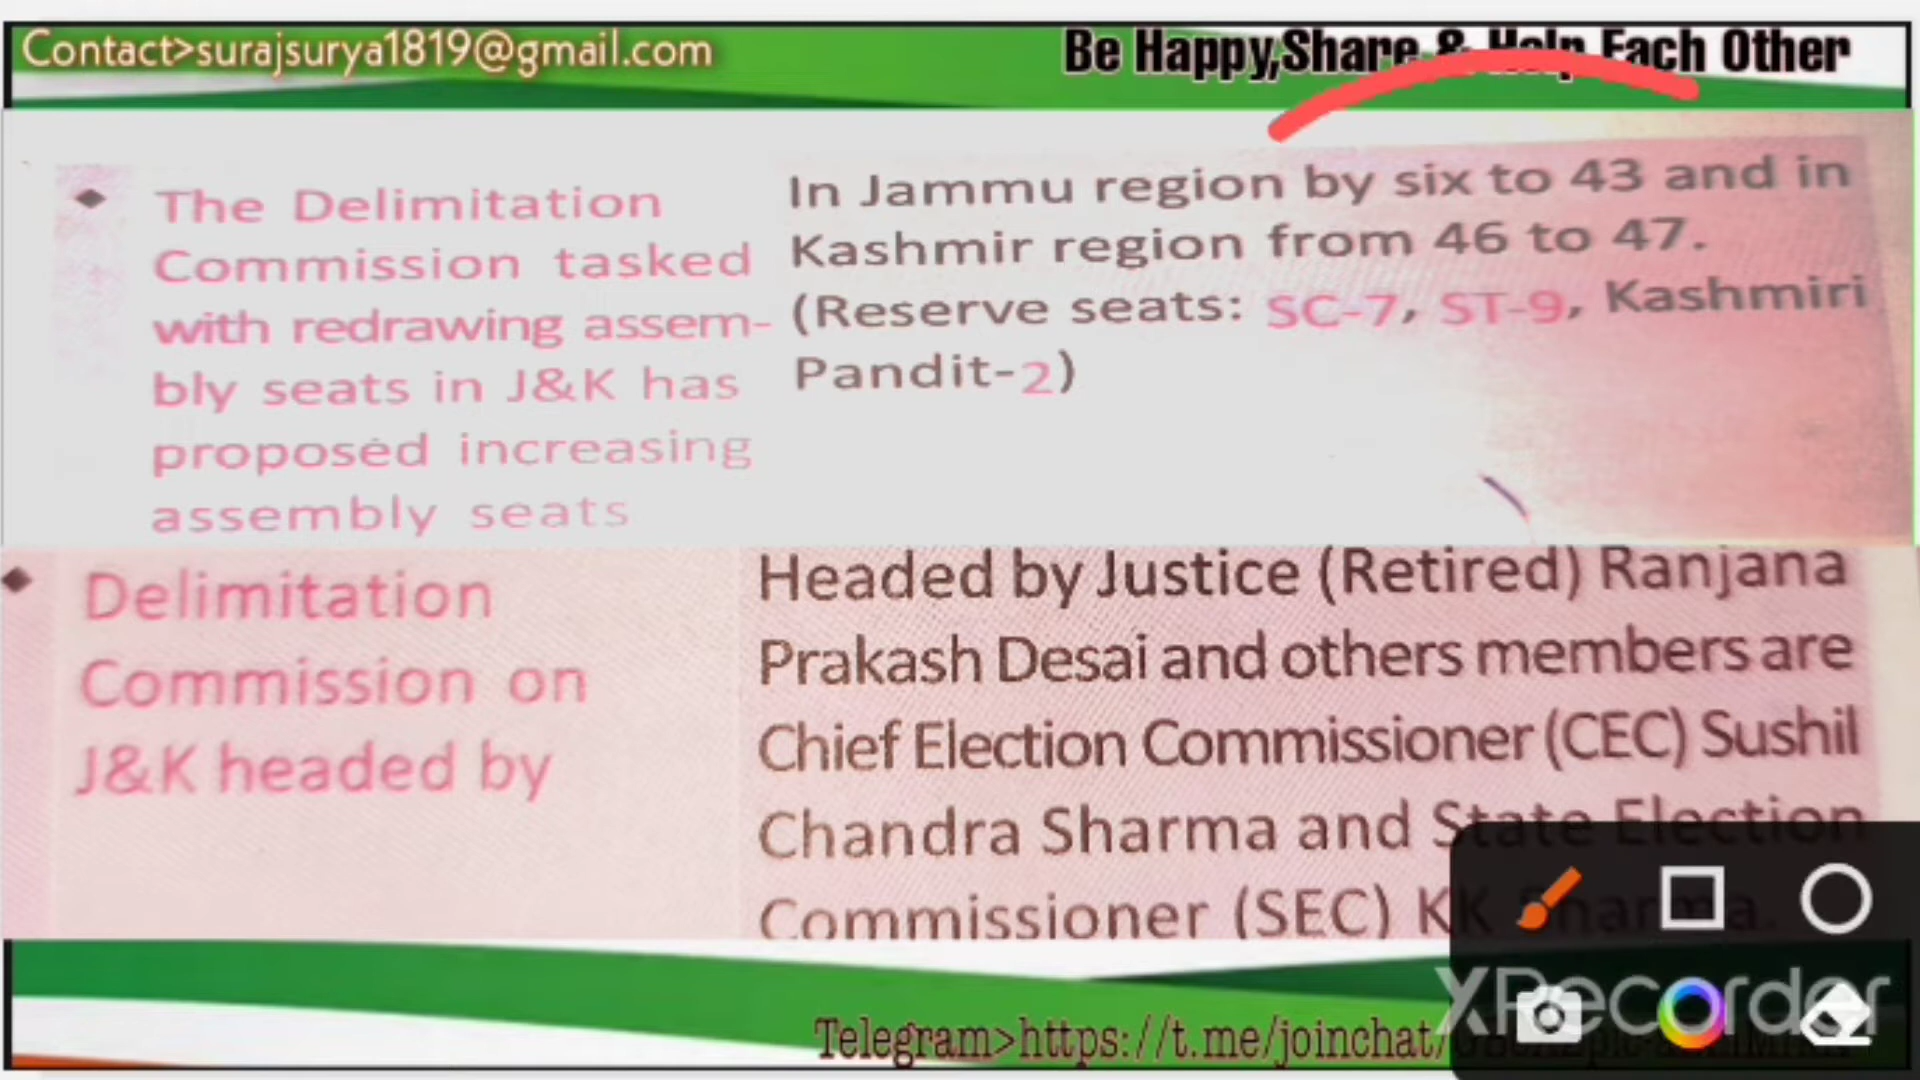 Contact>surajsurya1819@gmail.com
Be Happy,Share & Help Each Other
The Delimitation
Commission tasked
with redrawing assem-
bly seats in J&K has
proposed increasing
assembly seats
In Jammu region by six to 43 and in
Kashmir region from 46 to 47.
(Reserve seats: SC-7, ST-9, Kashmiri
Pandit-2)
Delimitation
Commission on
J&K headed by
Headed by Justice (Retired) Ranjana
Prakash Desai and others members are
Chief Election Commissioner (CEC) Sushil
Chandra Sharma and State Election
Commissioner (SEC) KK Sharma.
Telegram>https://t.me/joinchat/
XRecorder